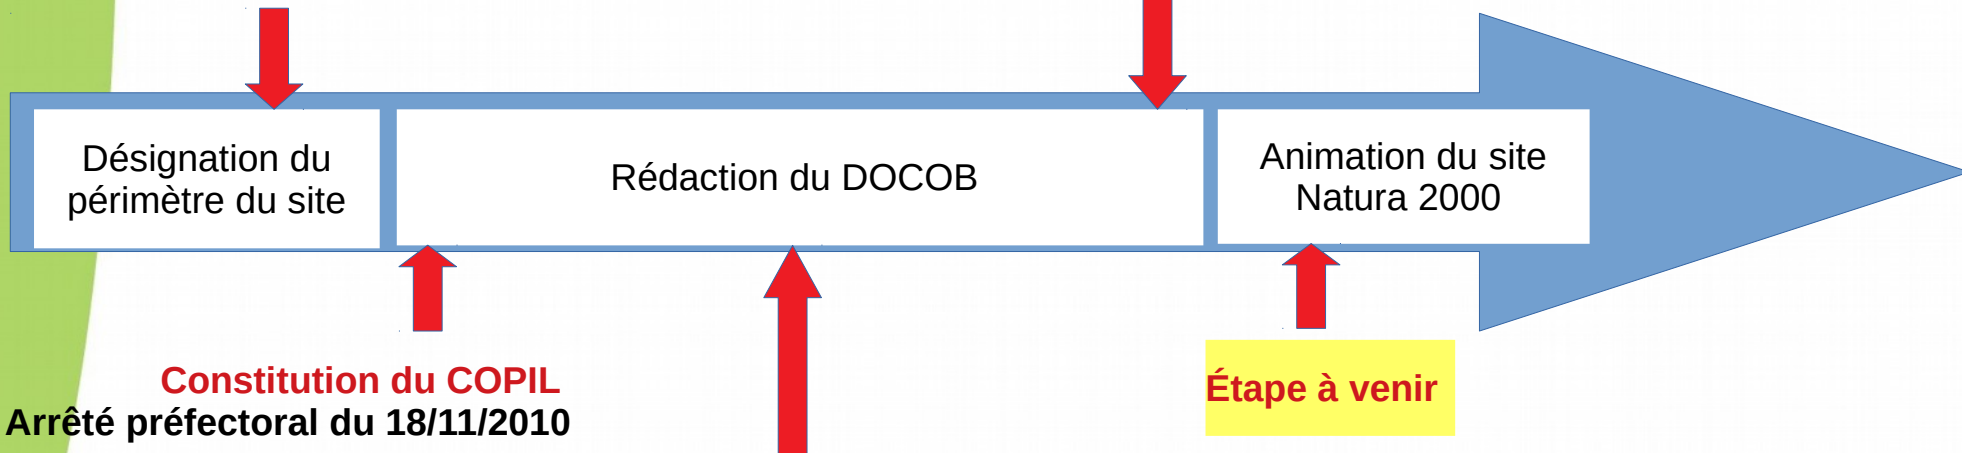 Désignation du
périmètre du site
Rédaction du DOCOB
Animation du site
Natura 2000
Constitution du COPIL
Arrêté préfectoral du 18/11/2010
Étape à venir